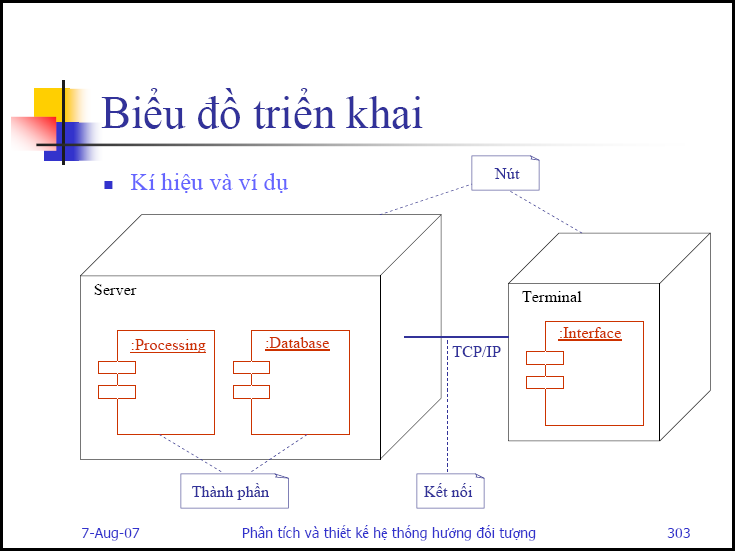 Biểu đồ triển khai
Kí hiệu và ví dụ
Nút
Server
Terminal
:Processing
:Database
:Interface
TCP/IP
Thành phần
Kết nối
7-Aug-07
Phân tích và thiết kế hệ thống hướng đối tượng
303